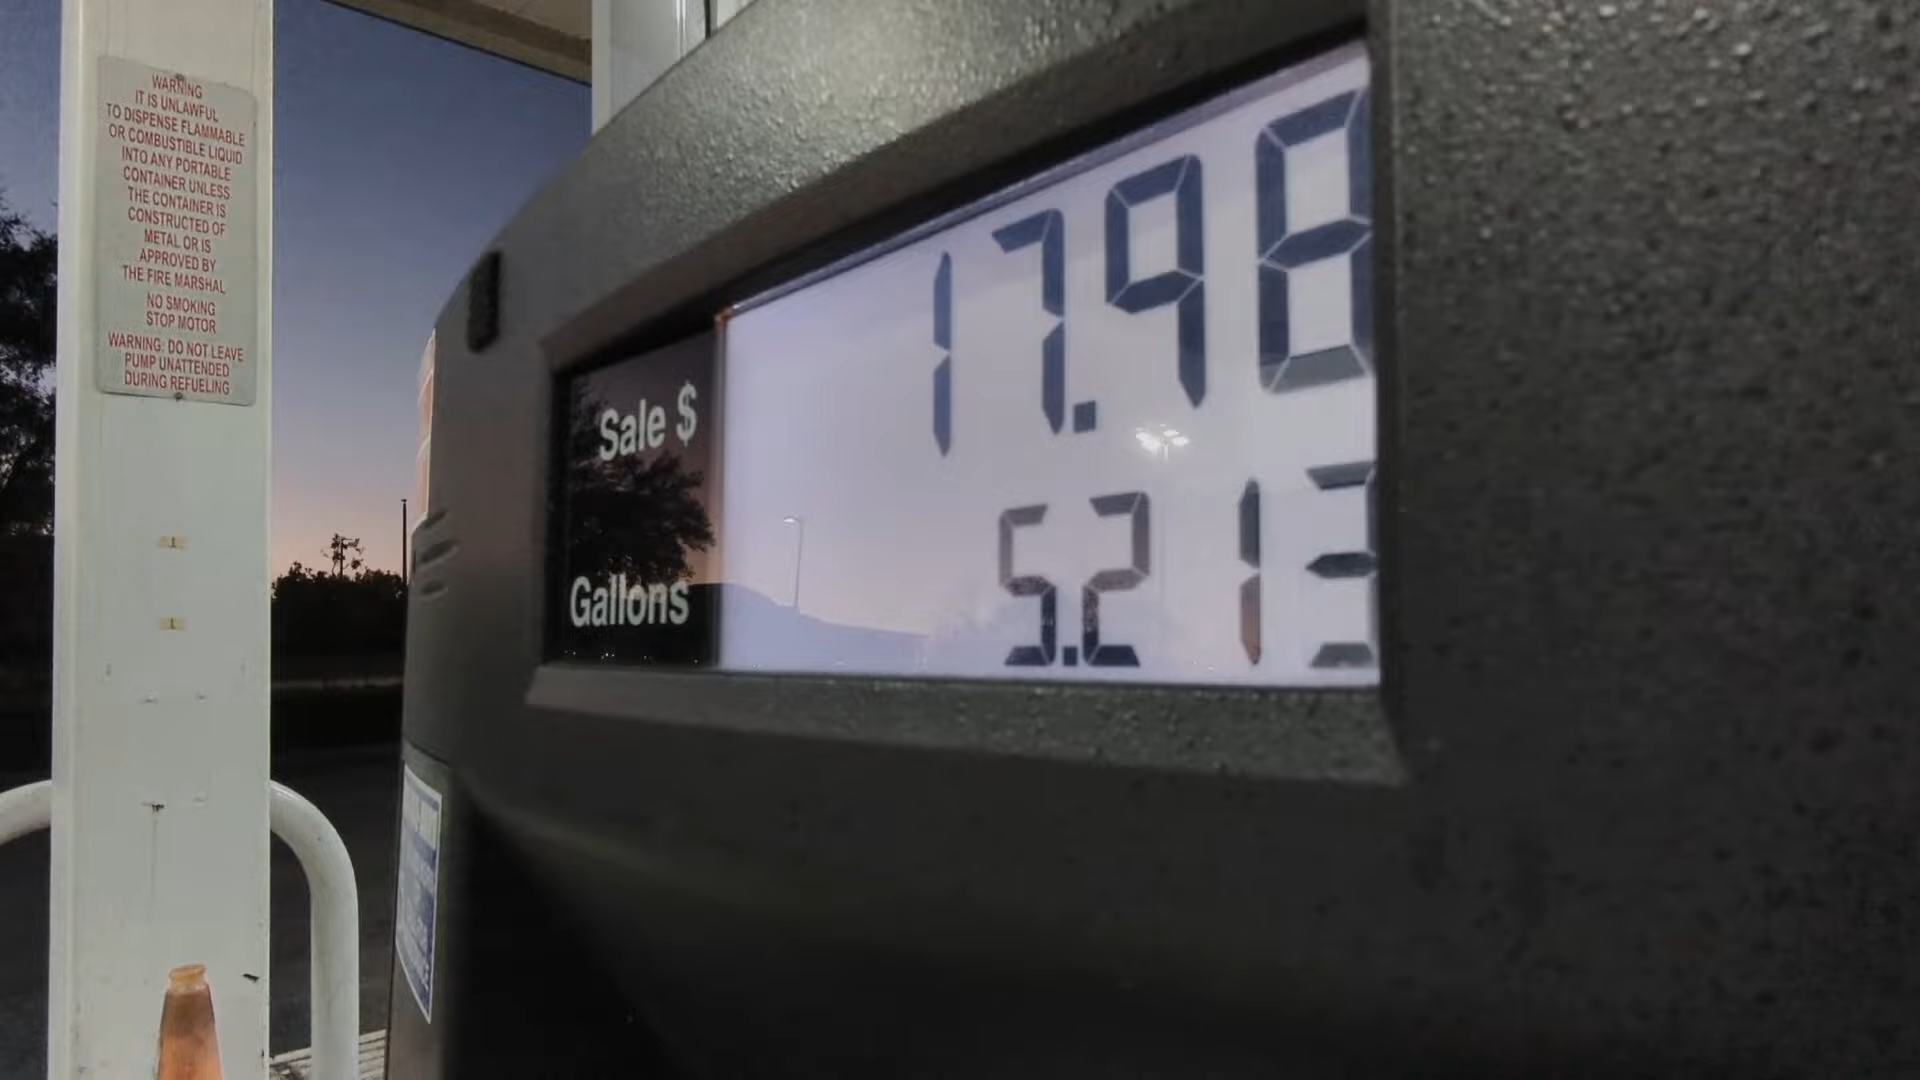 WARNING
IT IS UNLAWFUL
TO DISPENSE FLAMMABLE
OR COMBUSTIBLE LIQUID
INTO ANY PORTABLE
CONTAINER UNLESS
THE CONTAINER IS
CONSTRUCTED OF
METAL OR IS
APPROVED BY
THE FIRE MARSHAL
NO SMOKING
STOP MOTOR
WARNING: DO NOT LEAVE
PUMP UNATTENDED
DURING REFUELING
Sale $ 17.98
Gallons 5.213